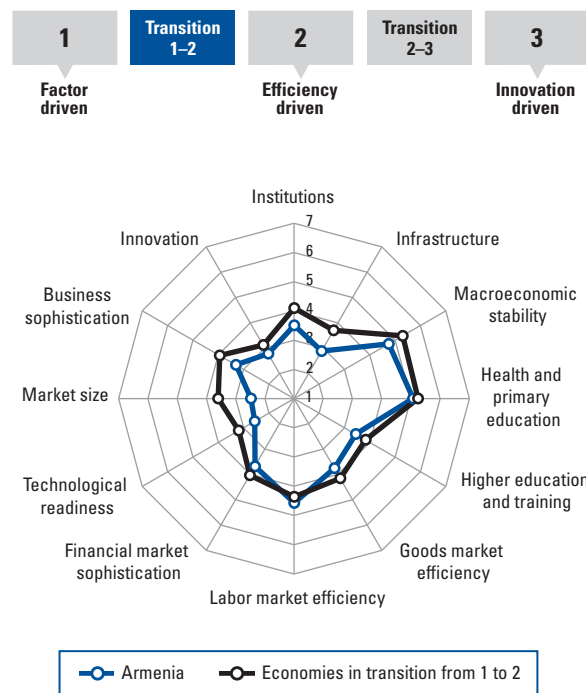 1
Transition
1–2
2
Transition
2–3
3
Factor
driven
Efficiency
driven
Innovation
driven
Institutions
7
6
5
4
3
2
1
Infrastructure
Macroeconomic
stability
Health and
primary
education
Higher education
and training
Goods market
efficiency
Labor market efficiency
Financial market
sophistication
Technological
readiness
Market size
Business
sophistication
Innovation
Armenia
Economies in transition from 1 to 2